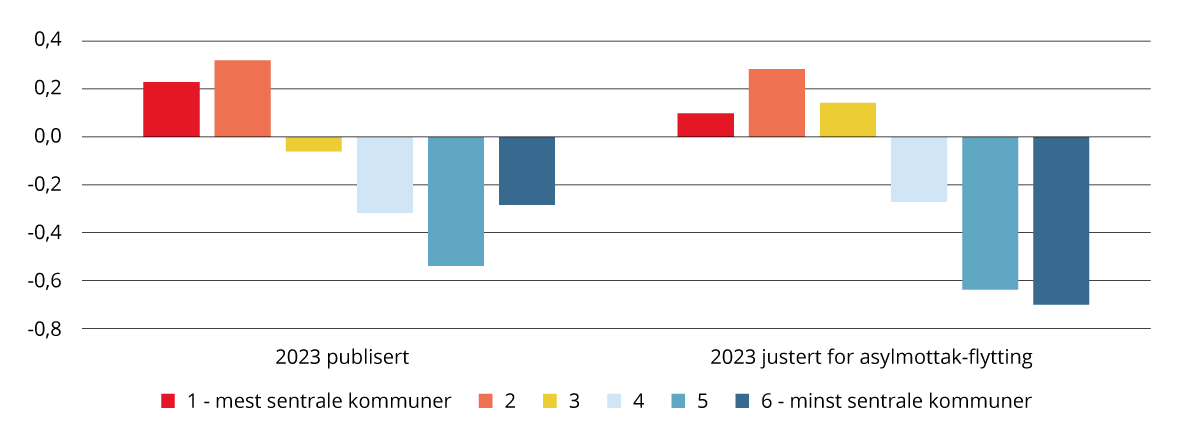 0,4
0,2
0,0
-0,2
-0,4
-0,6
-0,8
2023 publisert
2023 justert for asylmottak-flytting
1 - mest sentrale kommuner 2 3 4 5 6 - minst sentrale kommuner